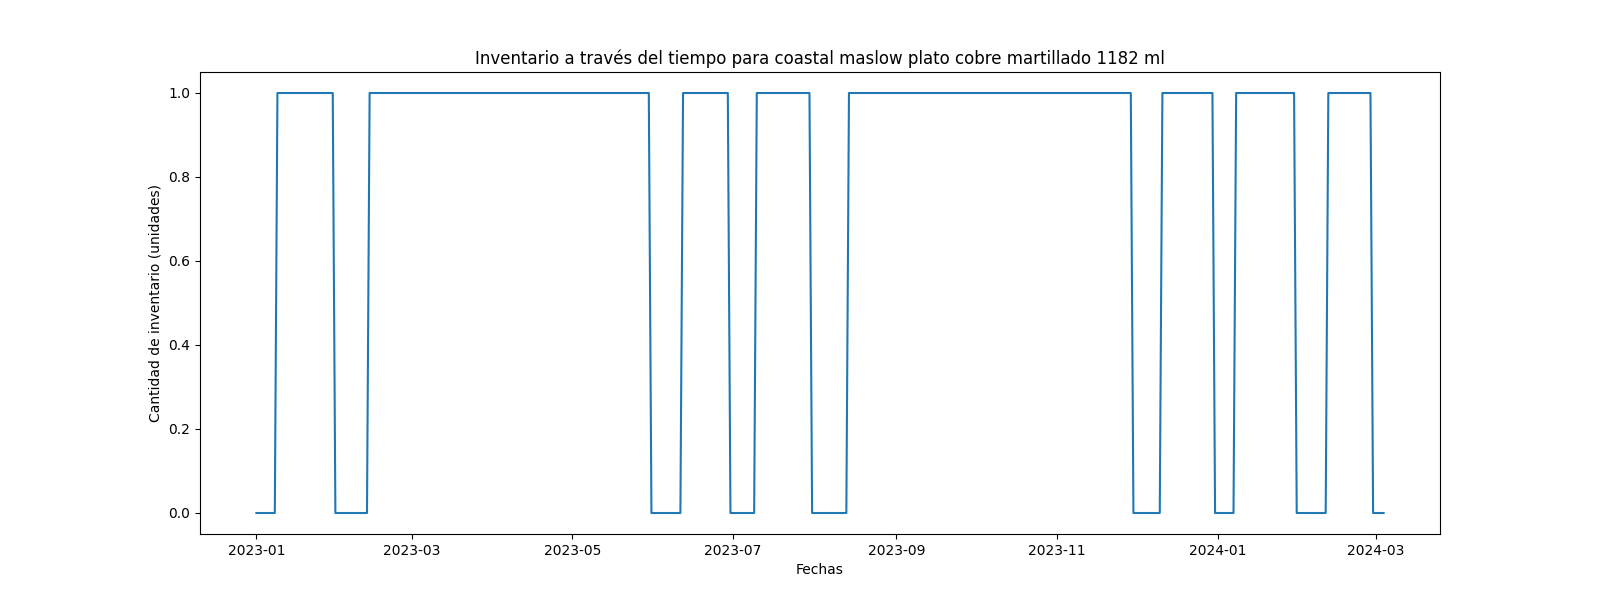 Inventario a través del tiempo para coastal maslow plato cobre martillado 1182 ml
Cantidad de inventario (unidades)
1.0
0.8
0.6
0.4
0.2
0.0
2023-01 2023-03 2023-05 2023-07 2023-09 2023-11 2024-01 2024-03
Fechas